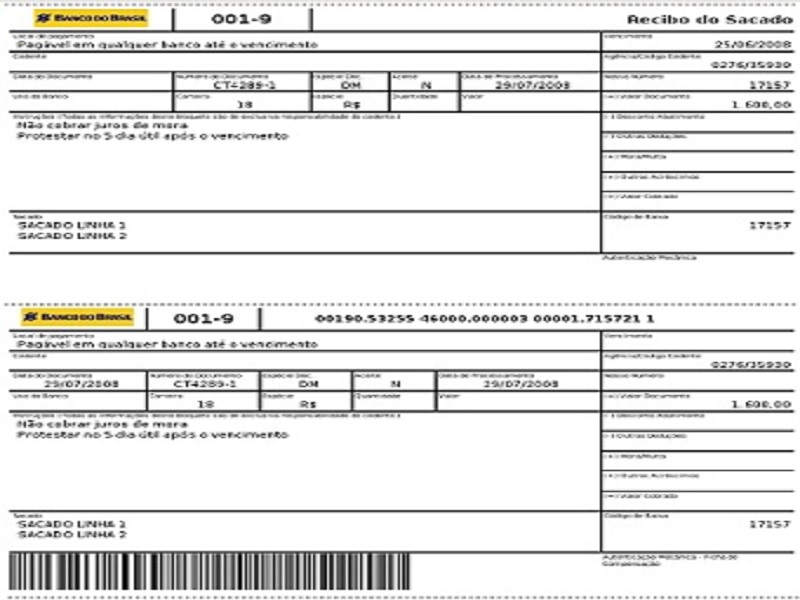 BANCO DO BRASIL 001-9 Recibo do Sacado
Local de pagamento Vencimento
Pagável em qualquer banco até o vencimento 25/06/2008
Cedente Agência/Código Cedente
0276/35930
Data do Documento Número do Documento Espécie Doc. Aceite Data de Processamento Nosso Número
CT4289-1 DM N 29/07/2008 17157
Uso do Banco Carteira Espécie Quantidade Valor (=) Valor Documento
18 R$ 1.600,00
Instruções (Todas as informações deste bloqueto são de exclusiva responsabilidade do cedente) (-) Desconto Abatimento
Não cobrar juros de mora
Protestar no 5 dia útil após o vencimento (-) Outras Deduções
(+) Mora/Multa
(+) Outros Acréscimos
(=) Valor Cobrado
Sacado Código de Baixa
SACADO LINHA 1 17157
SACADO LINHA 2
Autenticação Mecânica
BANCO DO BRASIL 001-9 00190.53255 46000.000003 00001.715721 1
Local de pagamento Vencimento
Pagável em qualquer banco até o vencimento
Cedente Agência/Código Cedente
0276/35930
Data do Documento Número do Documento Espécie Doc. Aceite Data de Processamento Nosso Número
29/07/2008 CT4289-1 DM N 29/07/2008
Uso do Banco Carteira Espécie Quantidade Valor (=) Valor Documento
18 R$ 1.600,00
Instruções (Todas as informações deste bloqueto são de exclusiva responsabilidade do cedente) (-) Desconto Abatimento
Não cobrar juros de mora
Protestar no 5 dia útil após o vencimento (-) Outras Deduções
(+) Mora/Multa
(+) Outros Acréscimos
(=) Valor Cobrado
Sacado Código de Baixa
SACADO LINHA 1 17157
SACADO LINHA 2
Autenticação Mecânica - Ficha de
Compensação